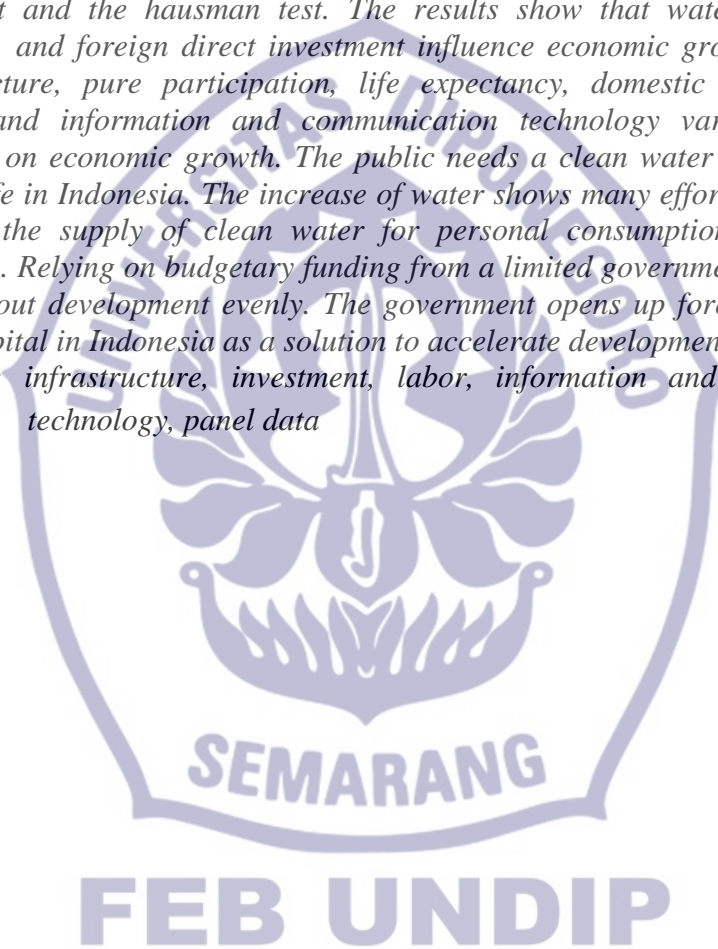 t and the hausman test. The results show that wate
and foreign direct investment influence economic gro
cture, pure participation, life expectancy, domestic
and information and communication technology var
on economic growth. The public needs a clean water
fe in Indonesia. The increase of water shows many effor
the supply of clean water for personal consumption
. Relying on budgetary funding from a limited governme
out development evenly. The government opens up fore
pital in Indonesia as a solution to accelerate development
infrastructure, investment, labor, information and
technology, panel data
UNIVERSITAS DIPONEGORO
SEMARANG
FEB UNDIP